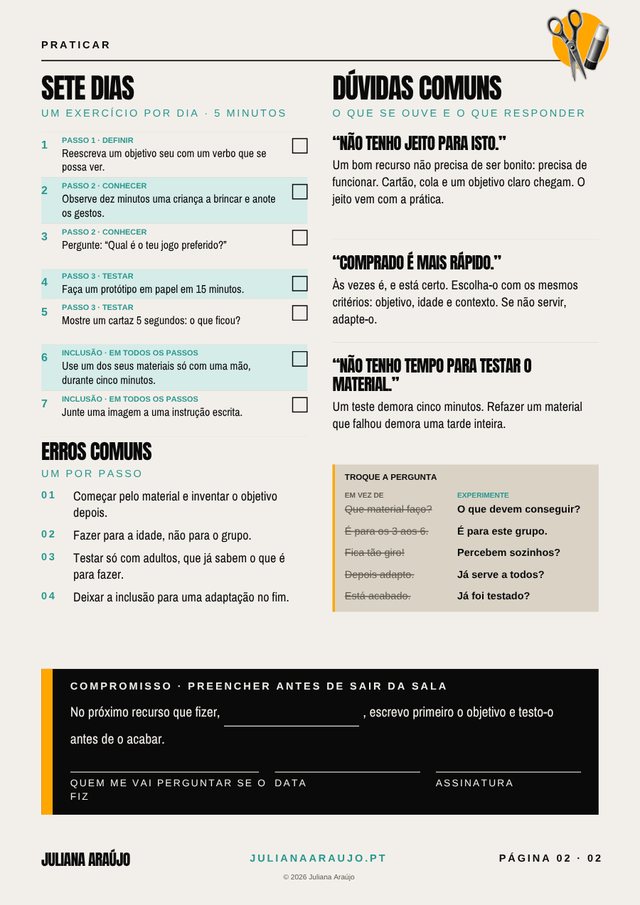 PRATICAR
SETE DIAS
UM EXERCÍCIO POR DIA · 5 MINUTOS
1
PASSO 1 · DEFINIR
Reescreva um objetivo seu com um verbo que se
possa ver.
2
PASSO 2 · CONHECER
Observe dez minutos uma criança a brincar e anote
os gestos.
3
PASSO 2 · CONHECER
Pergunte: “Qual é o teu jogo preferido?”
4
PASSO 3 · TESTAR
Faça um protótipo em papel em 15 minutos.
5
PASSO 3 · TESTAR
Mostre um cartaz 5 segundos: o que ficou?
6
INCLUSÃO · EM TODOS OS PASSOS
Use um dos seus materiais só com uma mão,
durante cinco minutos.
7
INCLUSÃO · EM TODOS OS PASSOS
Junte uma imagem a uma instrução escrita.
ERROS COMUNS
UM POR PASSO
01 Começar pelo material e inventar o objetivo
depois.
02 Fazer para a idade, não para o grupo.
03 Testar só com adultos, que já sabem o que é
para fazer.
04 Deixar a inclusão para uma adaptação no fim.
DÚVIDAS COMUNS
O QUE SE OUVE E O QUE RESPONDER
“NÃO TENHO JEITO PARA ISTO.”
Um bom recurso não precisa de ser bonito: precisa de
funcionar. Cartão, cola e um objetivo claro chegam. O
jeito vem com a prática.
“COMPRADO É MAIS RÁPIDO.”
Às vezes é, e está certo. Escolha-o com os mesmos
critérios: objetivo, idade e contexto. Se não servir,
adapte-o.
“NÃO TENHO TEMPO PARA TESTAR O
MATERIAL.”
Um teste demora cinco minutos. Refazer um material
que falhou demora uma tarde inteira.
TROQUE A PERGUNTA
EM VEZ DE EXPERIMENTE
Que material faço? O que devem conseguir?
É para os 3 aos 6. É para este grupo.
Fica tão giro! Percebem sozinhos?
Depois adapto. Já serve a todos?
Está acabado. Já foi testado?
COMPROMISSO · PREENCHER ANTES DE SAIR DA SALA
No próximo recurso que fizer, , escrevo primeiro o objetivo e testo-o
antes de o acabar.
QUEM ME VAI PERGUNTAR SE O
FIZ
DATA
ASSINATURA
JULIANA ARAÚJO
JULIANAARAUJO.PT
PÁGINA 02 · 02
© 2026 Juliana Araújo